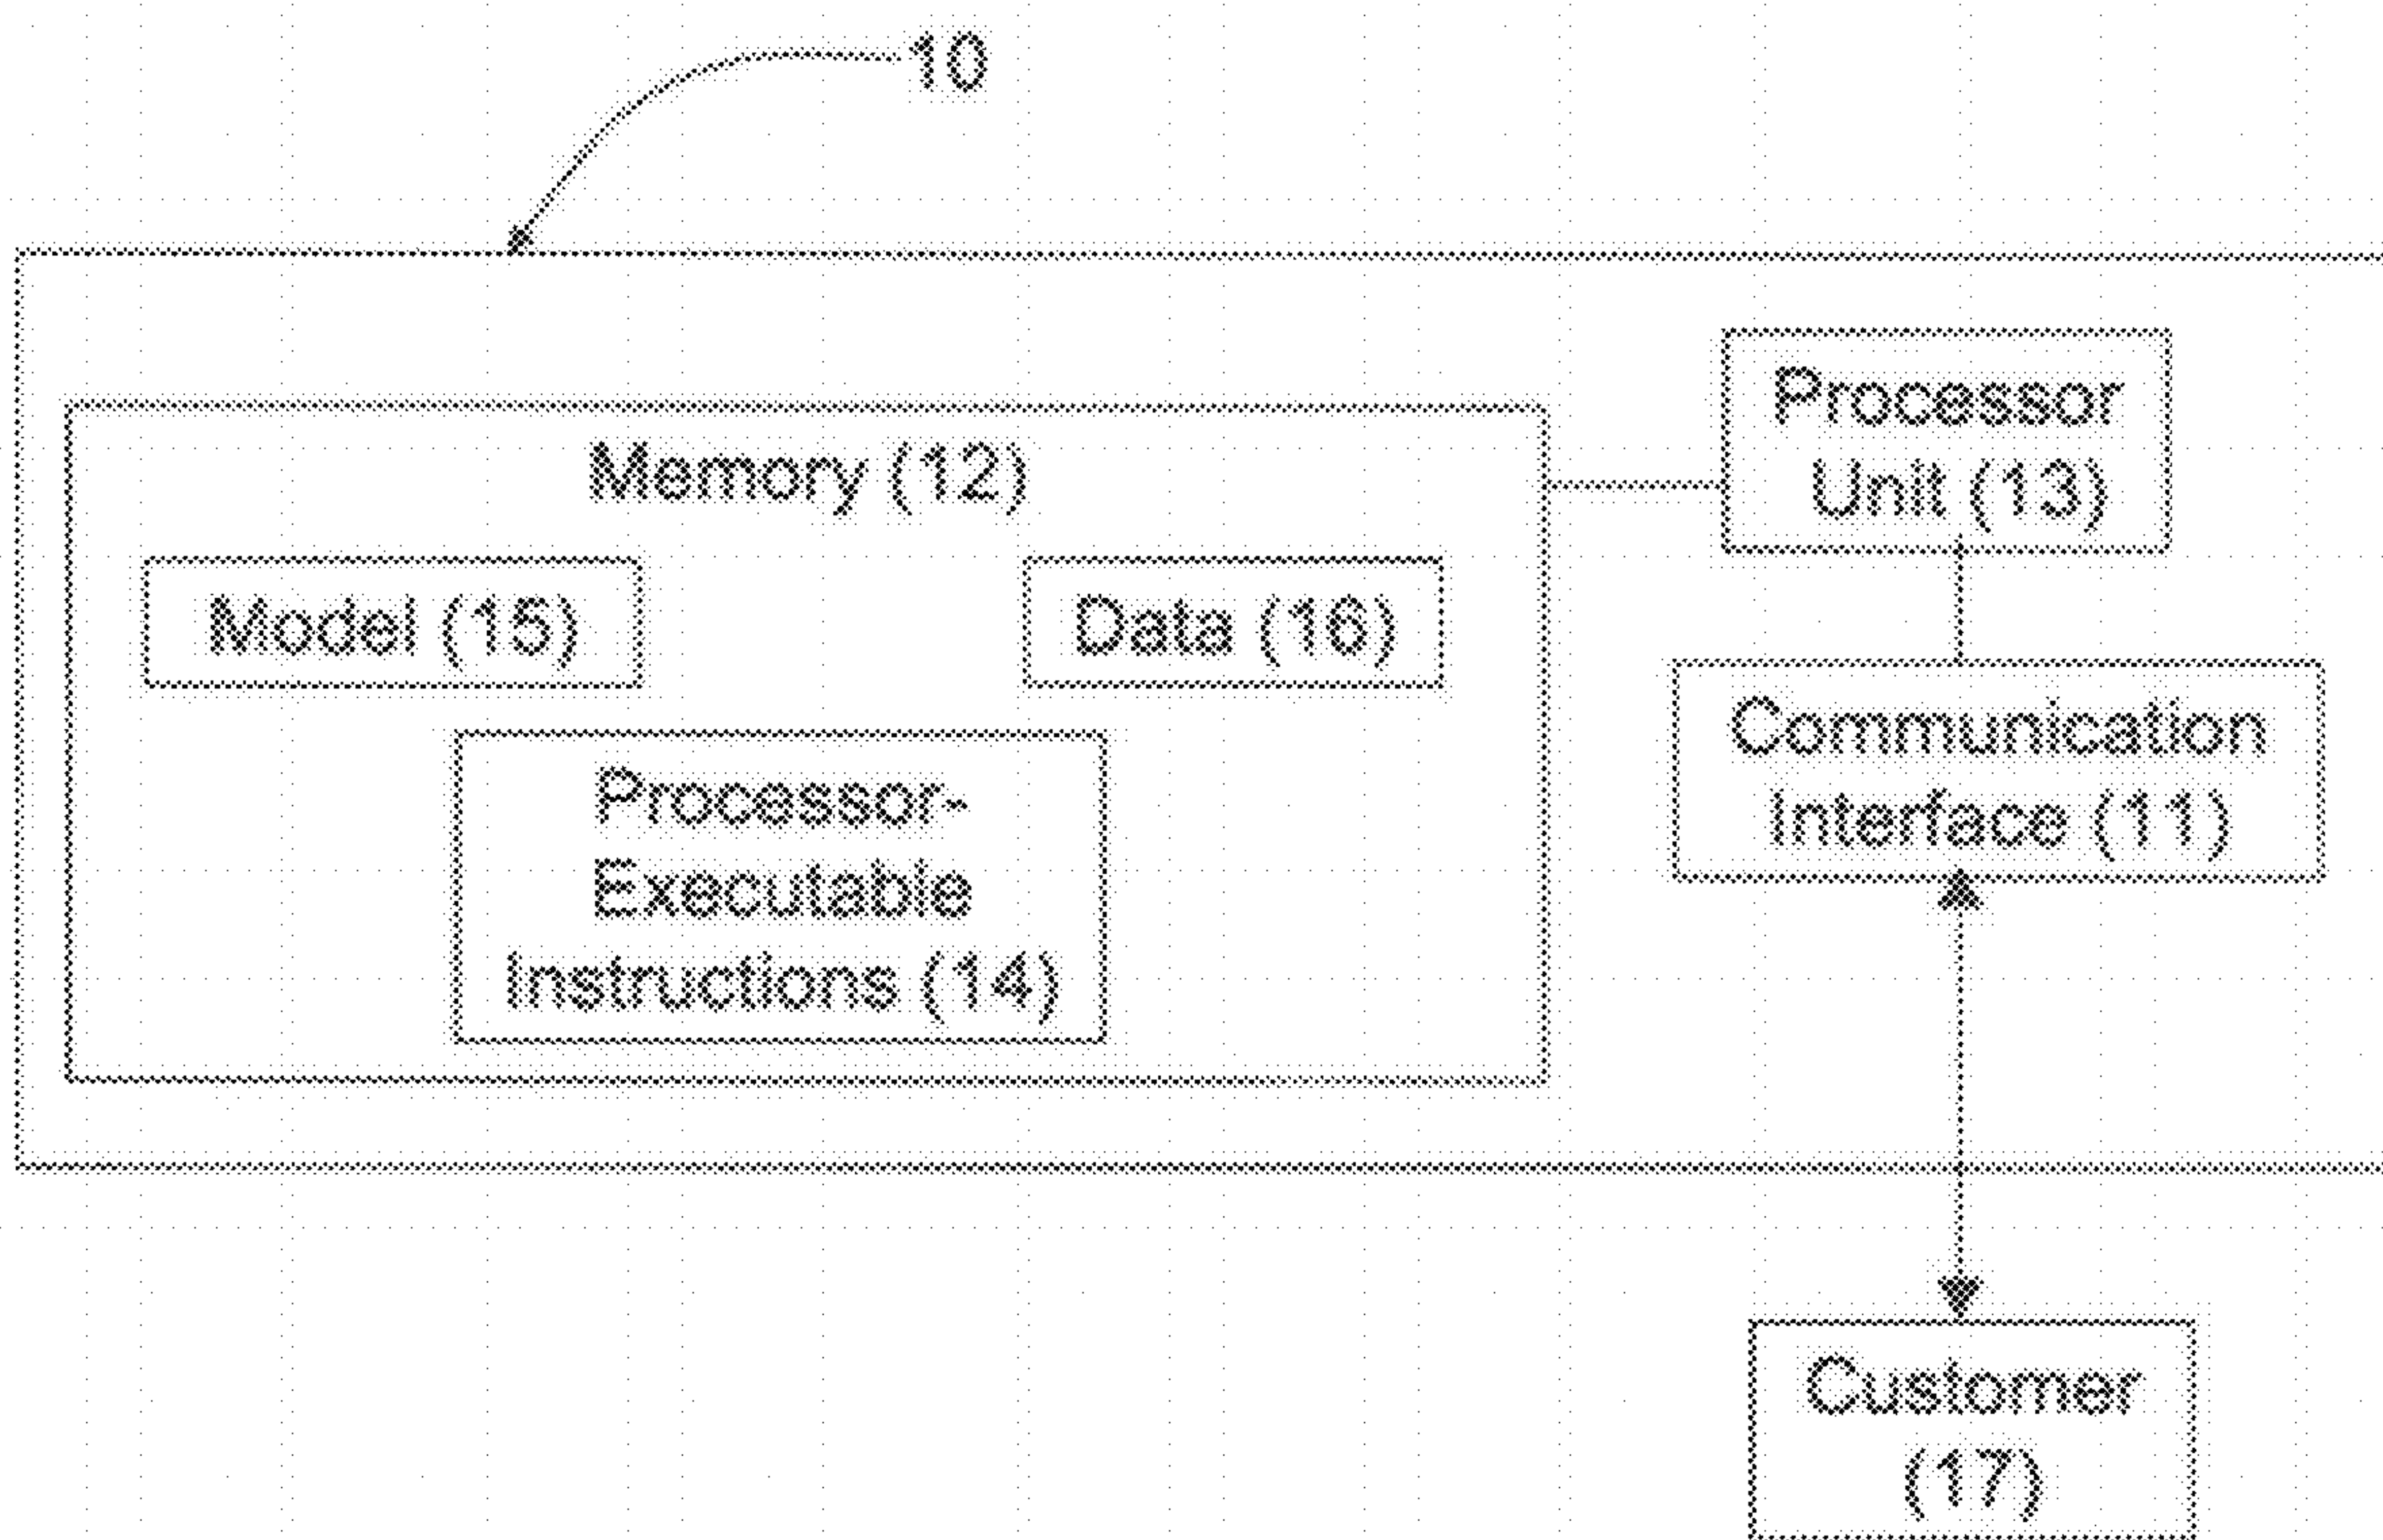 10
Memory (12)
Model (15)
Data (16)
Processor-
Executable
Instructions (14)
Processor
Unit (13)
Communication
Interface (11)
Customer
(17)